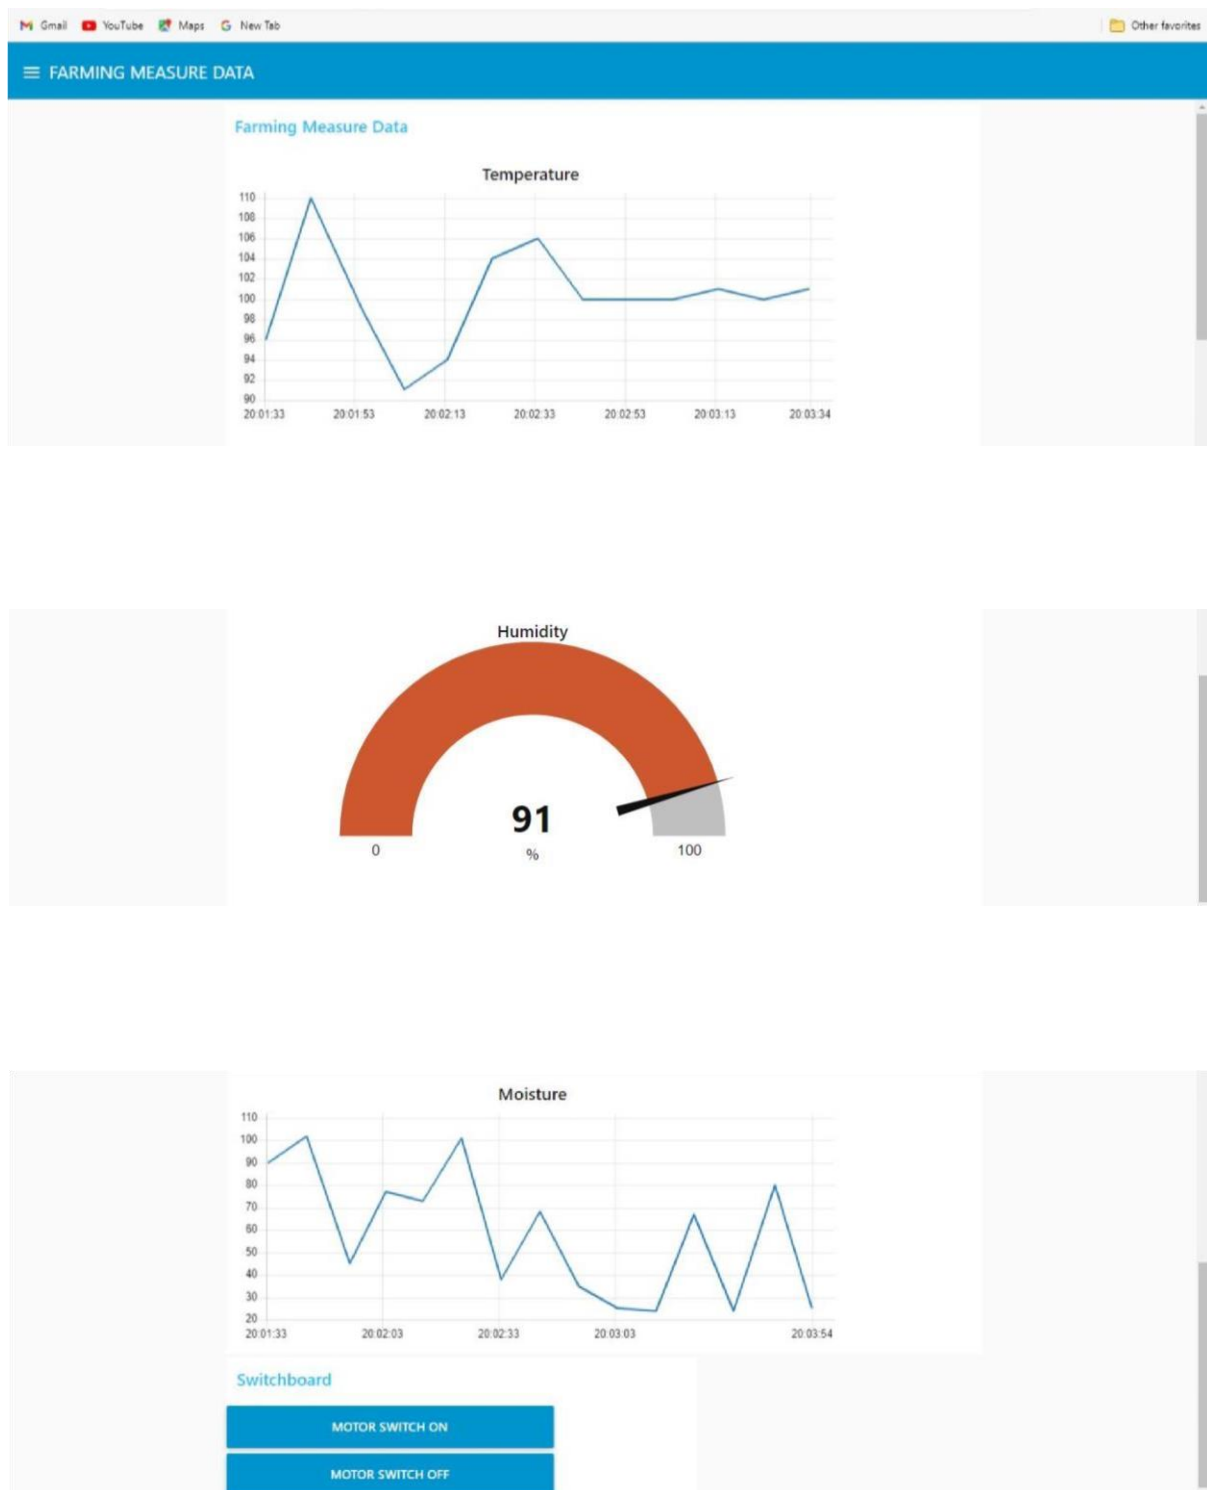 Gmail YouTube Maps New Tab Other favorites
FARMING MEASURE DATA
Farming Measure Data
Temperature
110
108
106
104
102
100
98
96
94
92
90
20:01:33 20:01:53 20:02:13 20:02:33 20:02:53 20:03:13 20:03:34
Humidity
91
%
0 100
Moisture
110
100
90
80
70
60
50
40
30
20
20:01:33 20:02:03 20:02:33 20:03:03 20:03:54
Switchboard
MOTOR SWITCH ON
MOTOR SWITCH OFF